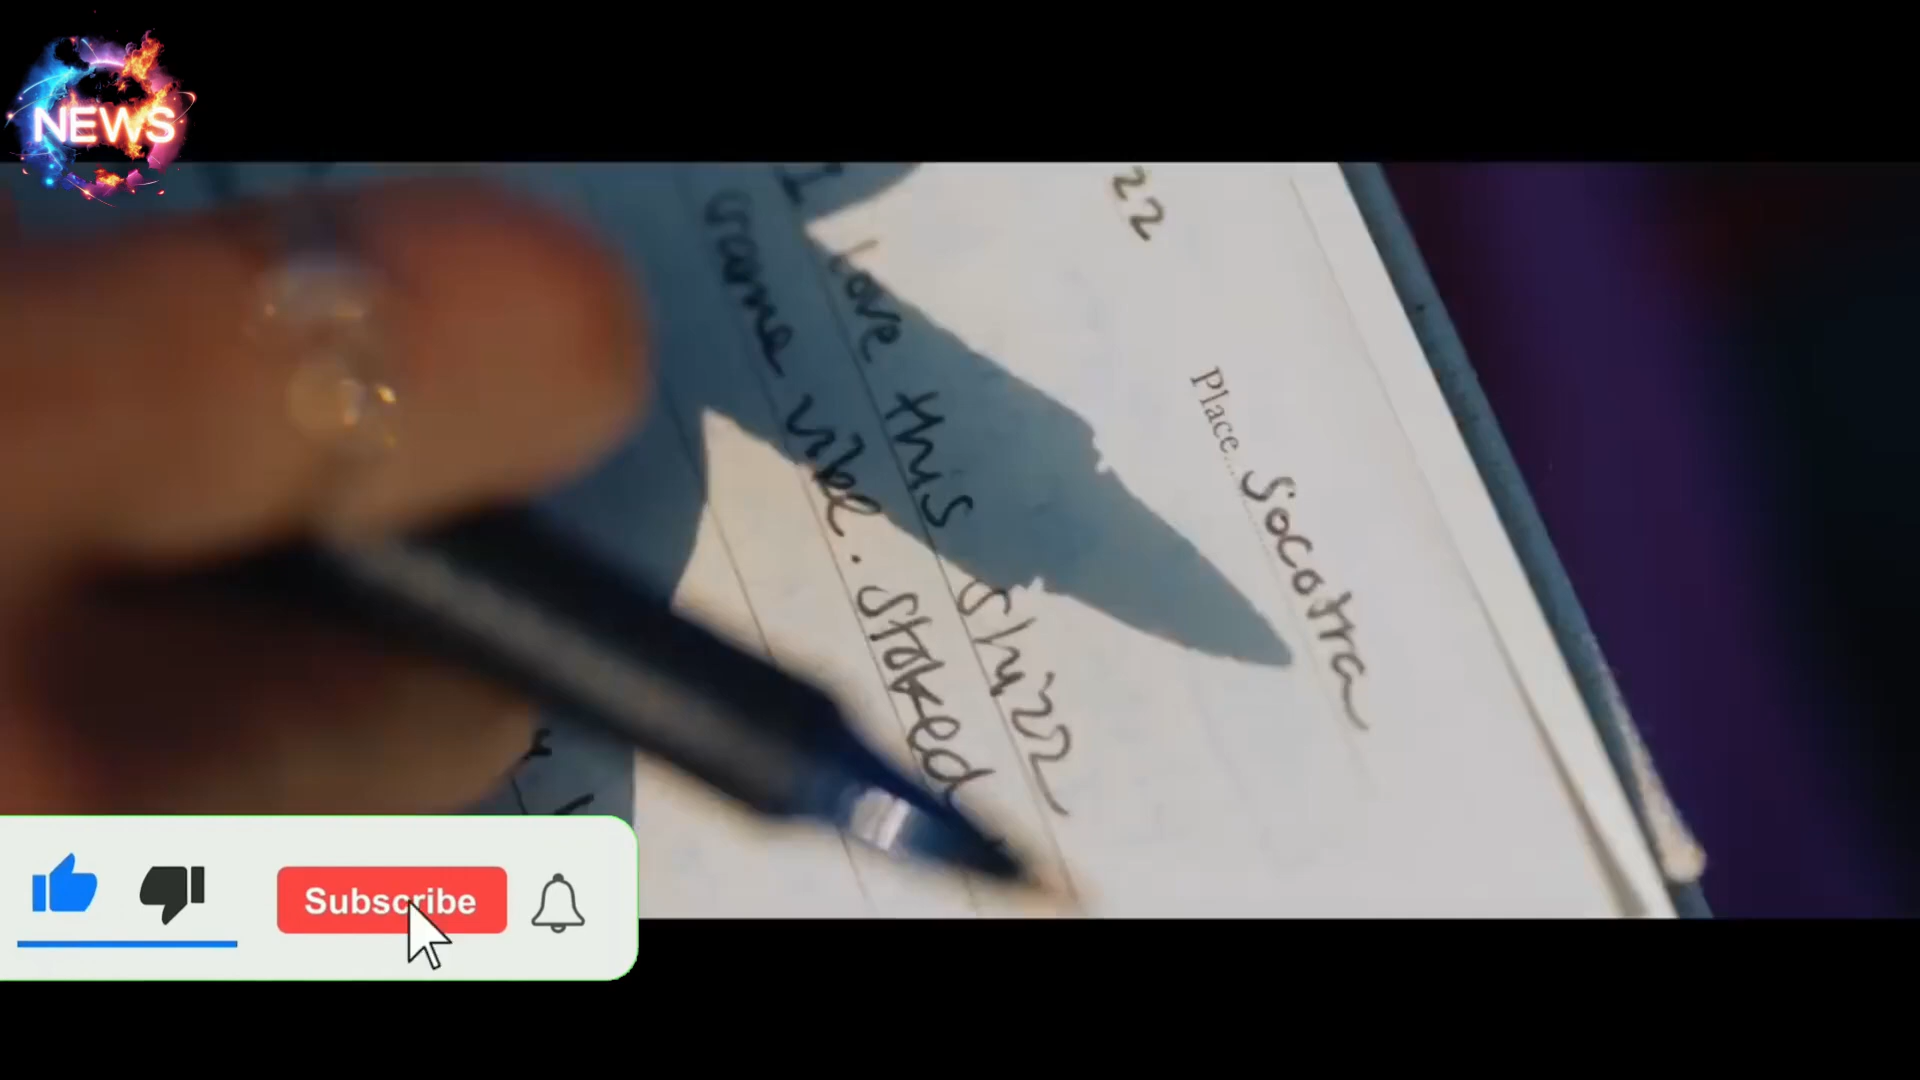 NEWS
22
Place... Socotra
I love this shizz
same vibe. stoked
Subscribe